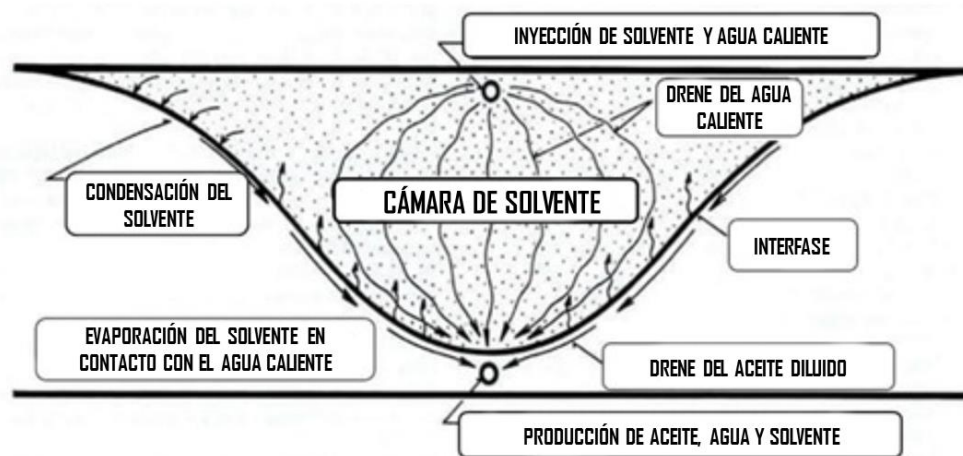 INYECCIÓN DE SOLVENTE Y AGUA CALIENTE
DRENE DEL AGUA
CALIENTE
CONDENSACIÓN DEL
SOLVENTE
CÁMARA DE SOLVENTE
INTERFASE
EVAPORACIÓN DEL SOLVENTE EN
CONTACTO CON EL AGUA CALIENTE
DRENE DEL ACEITE DILUIDO
PRODUCCIÓN DE ACEITE, AGUA Y SOLVENTE